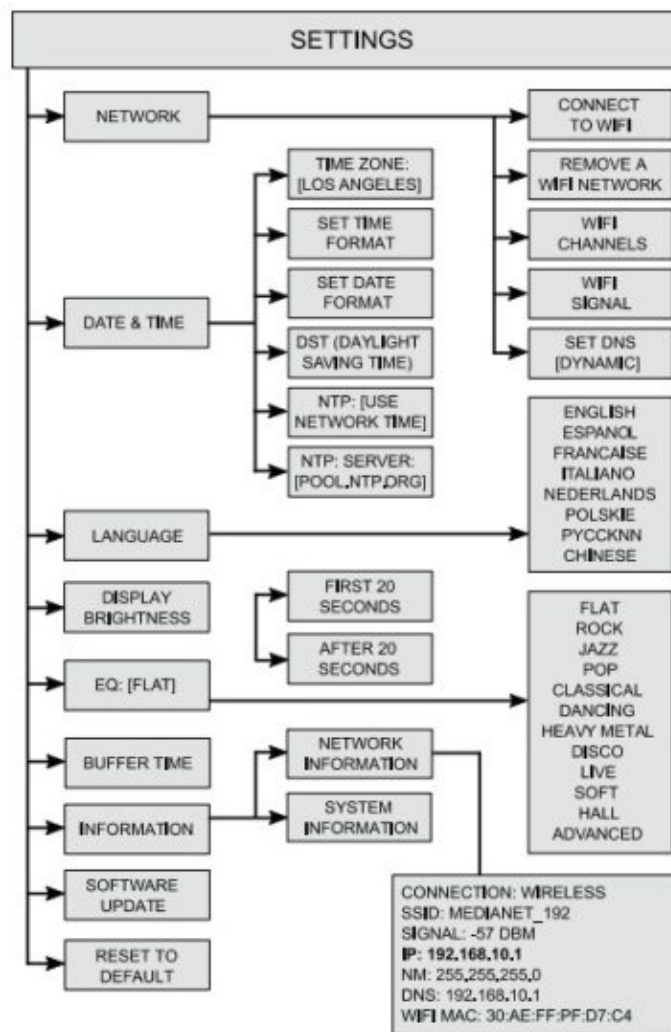 SETTINGS
NETWORK
CONNECT
TO WIFI
REMOVE A
WIFI NETWORK
WIFI
CHANNELS
WIFI
SIGNAL
SET DNS
[DYNAMIC]
DATE & TIME
TIME ZONE:
[LOS ANGELES]
SET TIME
FORMAT
SET DATE
FORMAT
DST (DAYLIGHT
SAVING TIME)
NTP: [USE
NETWORK TIME]
NTP: SERVER:
[POOL.NTP.ORG]
LANGUAGE
ENGLISH
ESPANOL
FRANCAISE
ITALIANO
NEDERLANDS
POLSKIE
PYCCKNN
CHINESE
DISPLAY
BRIGHTNESS
FIRST 20
SECONDS
AFTER 20
SECONDS
EQ: [FLAT]
FLAT
ROCK
JAZZ
POP
CLASSICAL
DANCING
HEAVY METAL
DISCO
LIVE
SOFT
HALL
ADVANCED
BUFFER TIME
INFORMATION
NETWORK
INFORMATION
SYSTEM
INFORMATION
CONNECTION: WIRELESS
SSID: MEDIANET_192
SIGNAL: -57 DBM
IP: 192.168.10.1
NM: 255.255.255.0
DNS: 192.168.10.1
WIFI MAC: 30:AE:FF:PF:D7:C4
SOFTWARE
UPDATE
RESET TO
DEFAULT